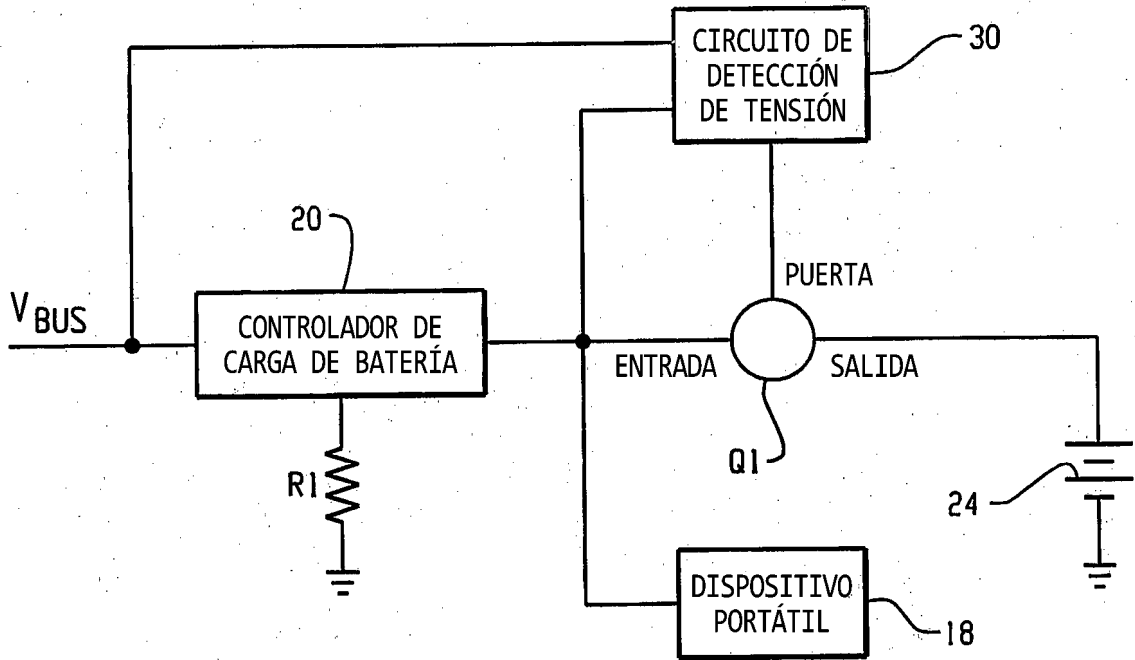 CIRCUITO DE
DETECCIÓN
DE TENSIÓN
30
20
PUERTA
V BUS
CONTROLADOR DE
CARGA DE BATERÍA
ENTRADA
SALIDA
Q1
R1
24
DISPOSITIVO
PORTÁTIL
18